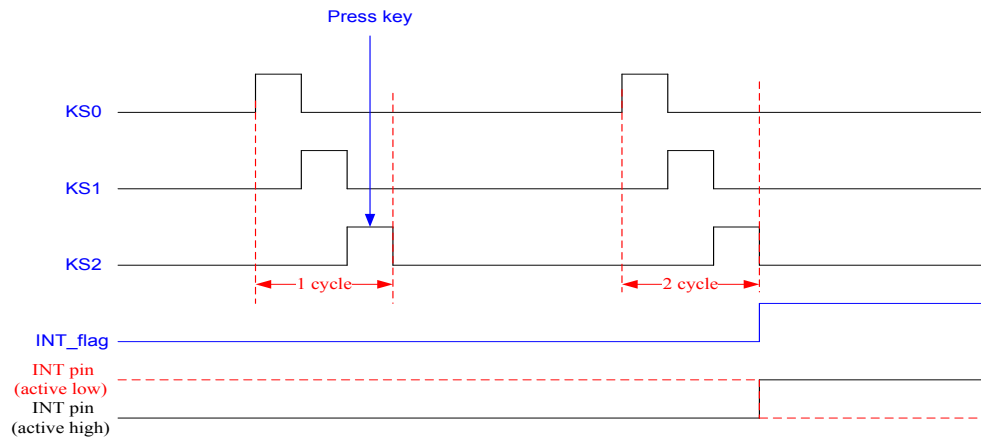 Press key
KS0
KS1
KS2
1 cycle
2 cycle
INT_flag
INT pin
(active low)
INT pin
(active high)